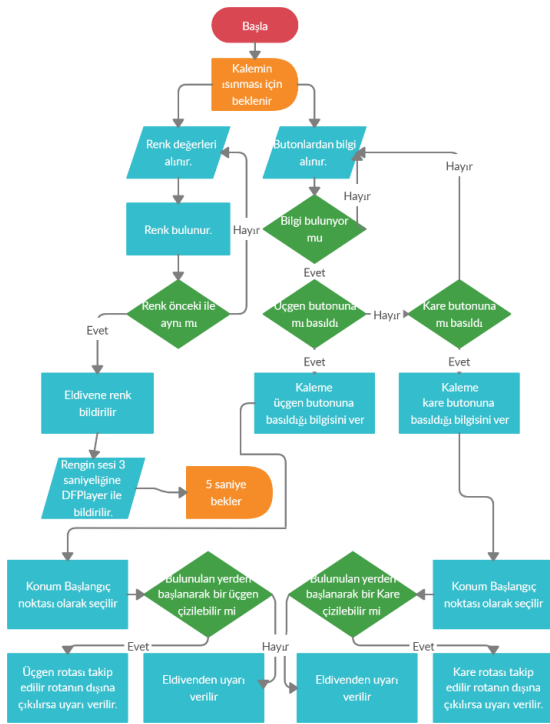 Başla
Kalemin
ısınması için
beklenir
Renk değerleri
alınır.
Butonlardan bilgi
alınır.
Hayır
Hayır
Renk bulunur.
Hayır
Bilgi bulunyor
mu
Evet
Renk önceki ile
aynı mı
Üçgen butonuna
mı basıldı
Hayır
Kare butonuna
mı basıldı
Evet
Evet
Evet
Eldivene renk
bildirilir
Kaleme
üçgen butonuna
basıldığı bilgisini ver
Kaleme
kare butonuna
basıldığı bilgisini ver
Rengin sesi 3
saniyeliğine
DFPlayer ile
bildirilir.
5 saniye
bekler
Konum Başlangıç
noktası olarak seçilir
Bulunulan yerden
başlanarak bir üçgen
çizilebilir mi
Bulunulan yerden
başlanarak bir Kare
çizilebilir mi
Konum Başlangıç
noktası olarak seçilir
Evet
Hayır
Evet
Üçgen rotası takip
edilir rotanın dışına
çıkılırsa uyarı verilir.
Eldivenden uyarı
verilir
Eldivenden uyarı
verilir
Kare rotası takip
edilir rotanın dışına
çıkılırsa uyarı verilir.